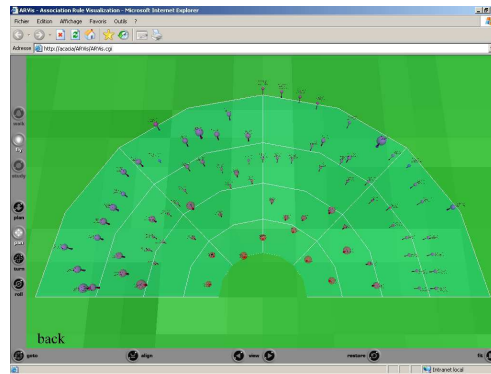 ARVis - Association Rule Visualization - Microsoft Internet Explorer
Fichier Edition Affichage Favoris Outils ?
Adresse http://acacia/ARVis/ARVis.cgi
walk
fly
study
plan
pan
turn
roll
back
goto align view restore fit
Intranet local